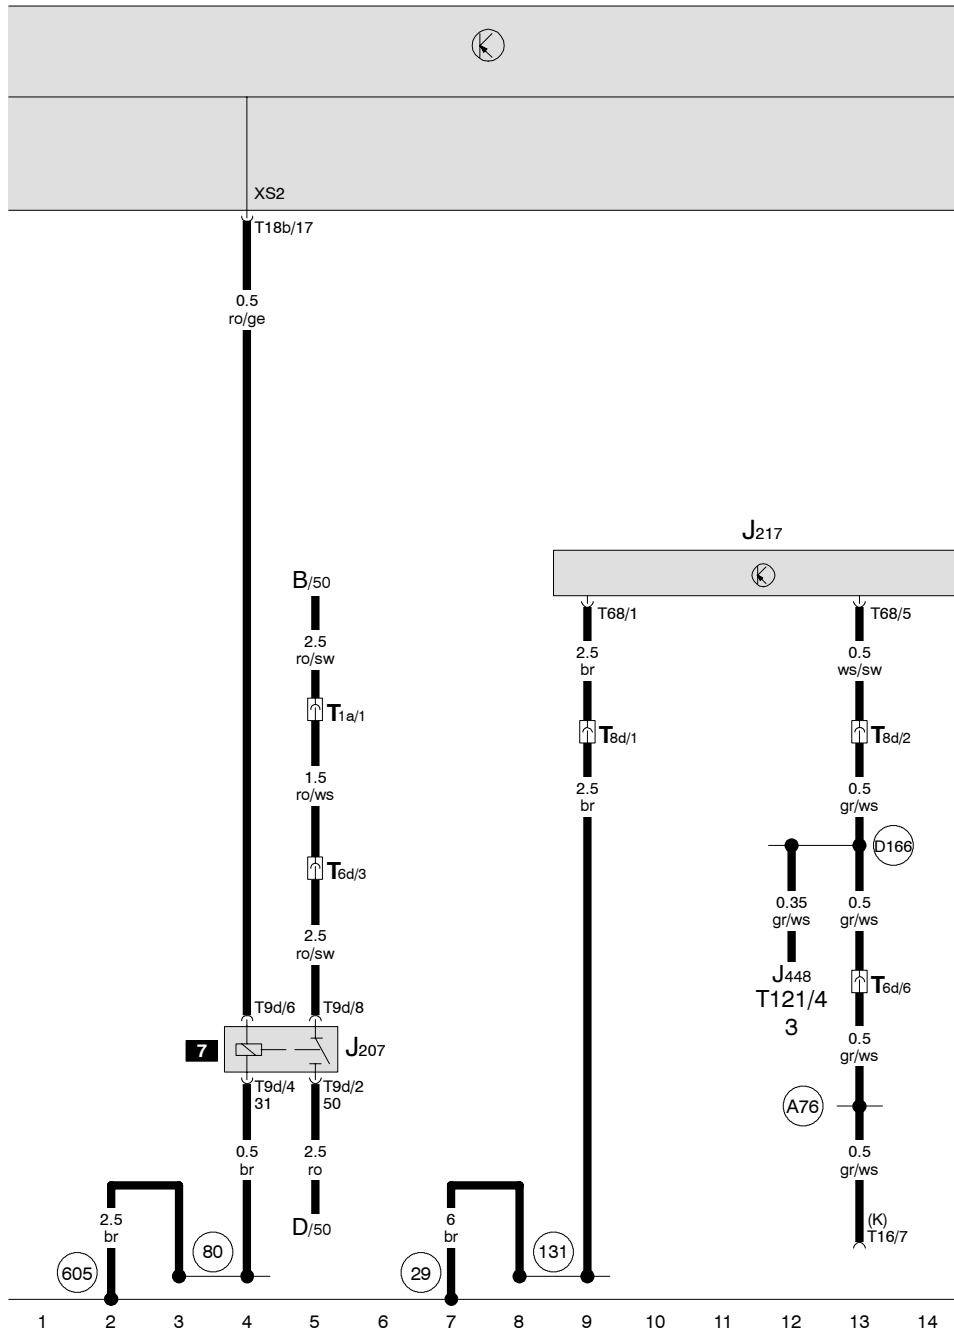 XS2
T18b/17
0.5
ro/ge
J217
B/50
T68/1
T68/5
2.5
ro/sw
2.5
br
0.5
ws/sw
T1a/1
T8d/1
T8d/2
1.5
ro/ws
2.5
br
0.5
gr/ws
D166
T6d/3
0.35
gr/ws
0.5
gr/ws
2.5
ro/sw
J448
T121/4
3
T6d/6
T9d/6
T9d/8
7
J207
0.5
gr/ws
T9d/4
31
T9d/2
50
A76
0.5
br
2.5
ro
0.5
gr/ws
2.5
br
D/50
6
br
(K)
T16/7
80
131
605
29
1 2 3 4 5 6 7 8 9 10 11 12 13 14